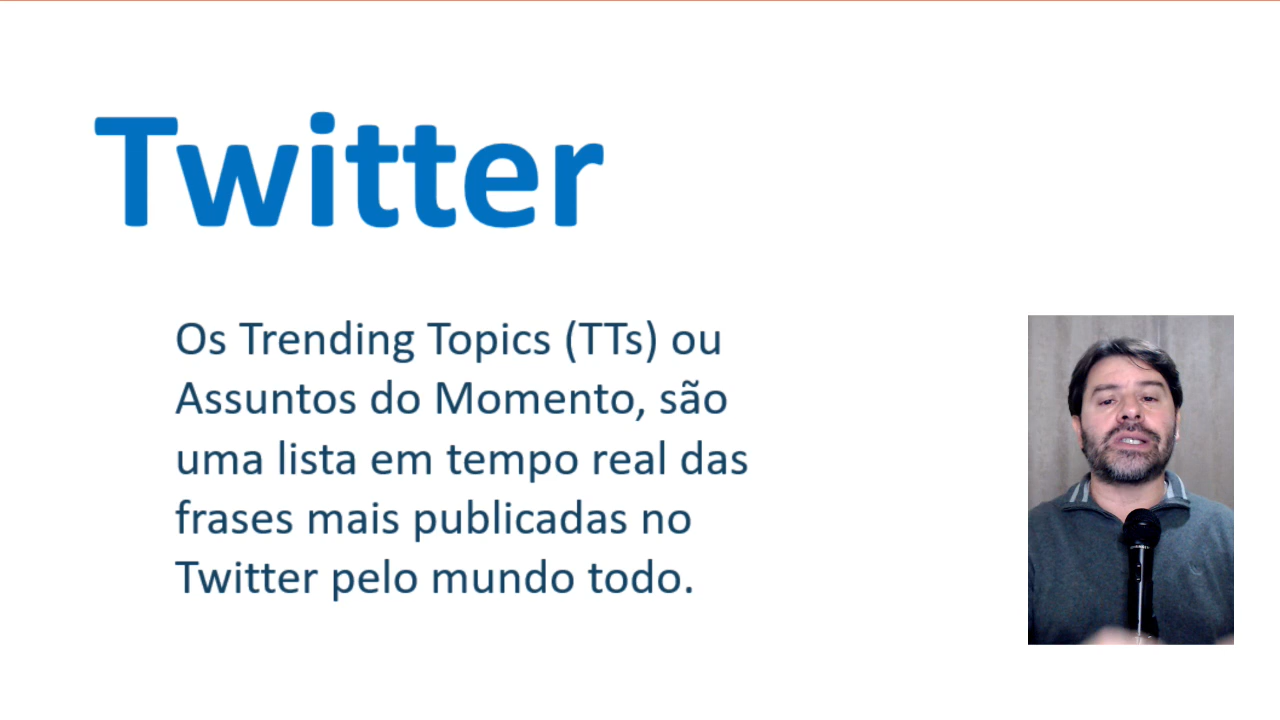 Twitter
Os Trending Topics (TTs) ou
Assuntos do Momento, são
uma lista em tempo real das
frases mais publicadas no
Twitter pelo mundo todo.